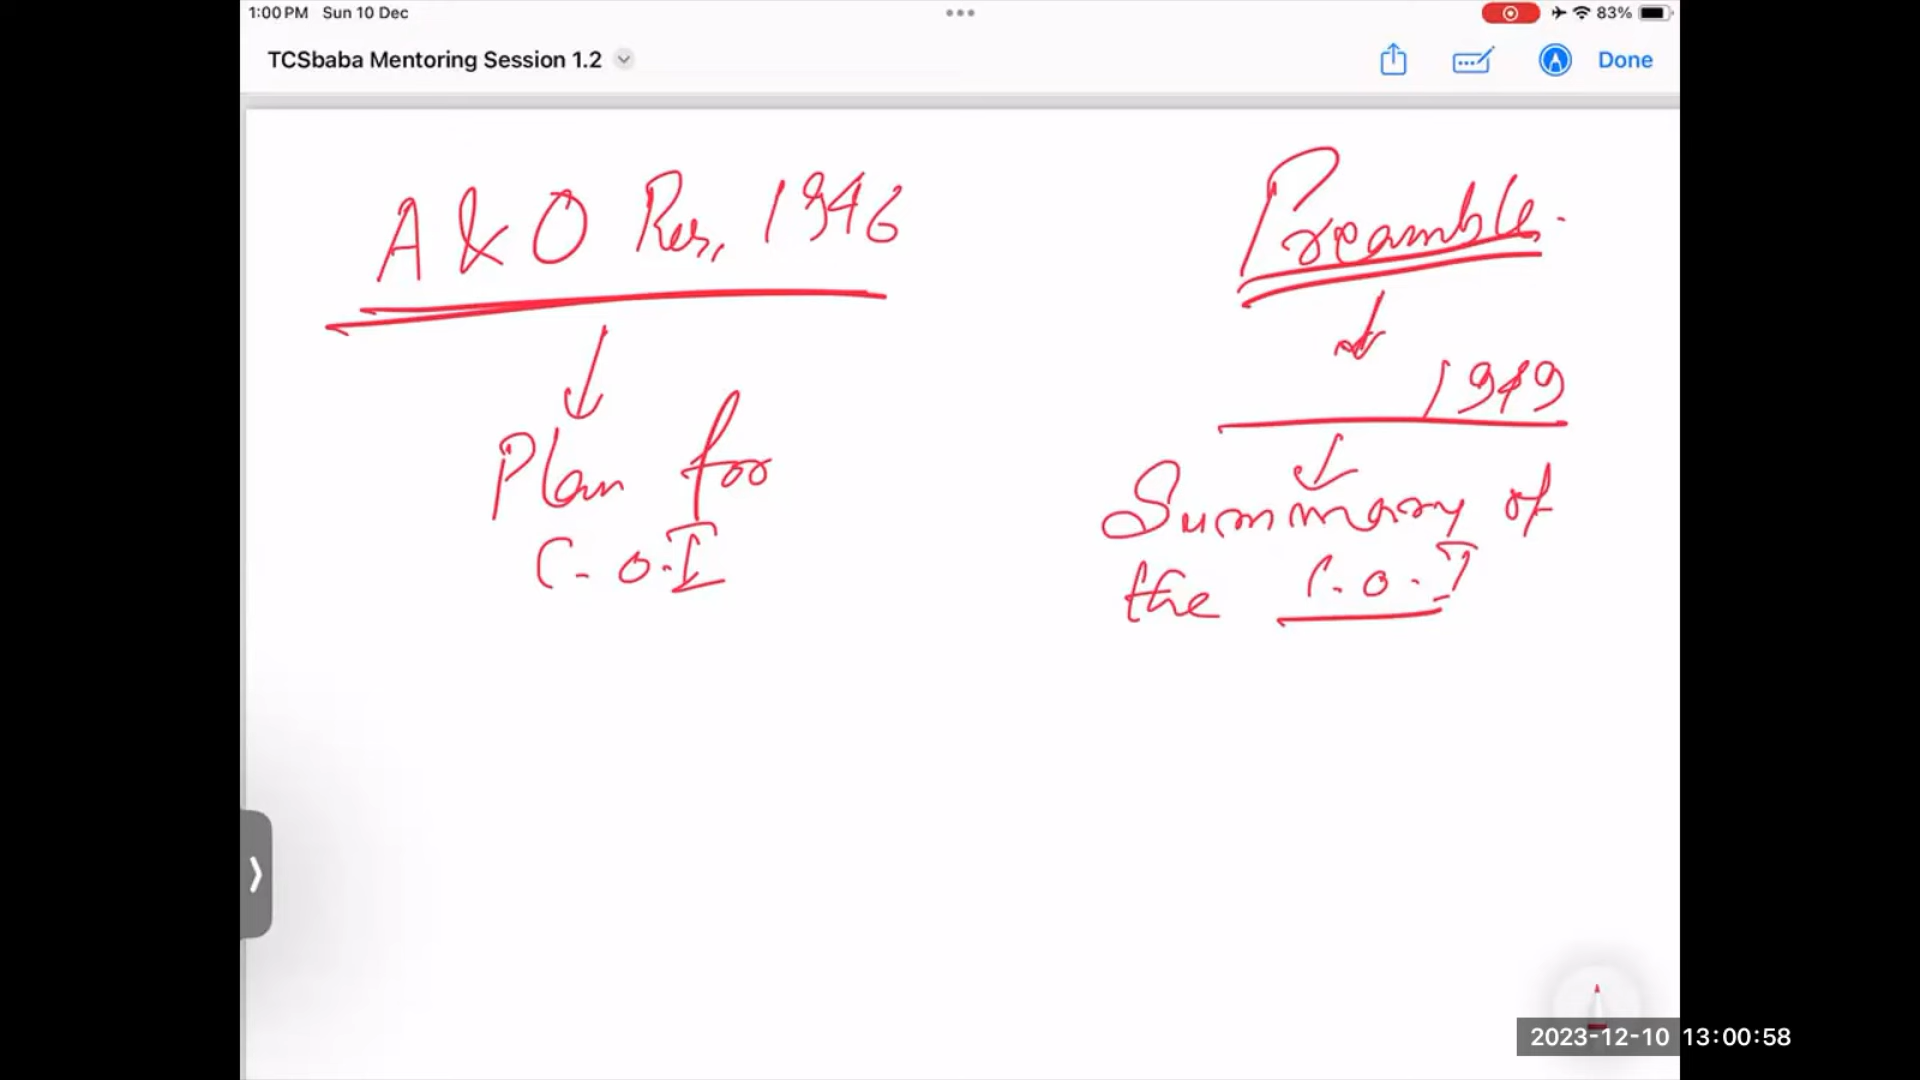 1:00 PM Sun 10 Dec
83%
TCSbaba Mentoring Session 1.2
Done
A & O Res, 1946
Plan for
C.O.I
Preamble.
1949
Summary of
the C.O.I
2023-12-10 13:00:58